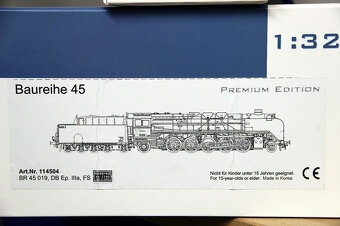 1:32
Baureihe 45
PREMIUM EDITION
Art.Nr. 114504
BR 45 019, DB Ep. IIIa, FS
Nicht für Kinder unter 15 Jahren geeignet.
For 15-year-olds or elder. Made in Korea.
CE